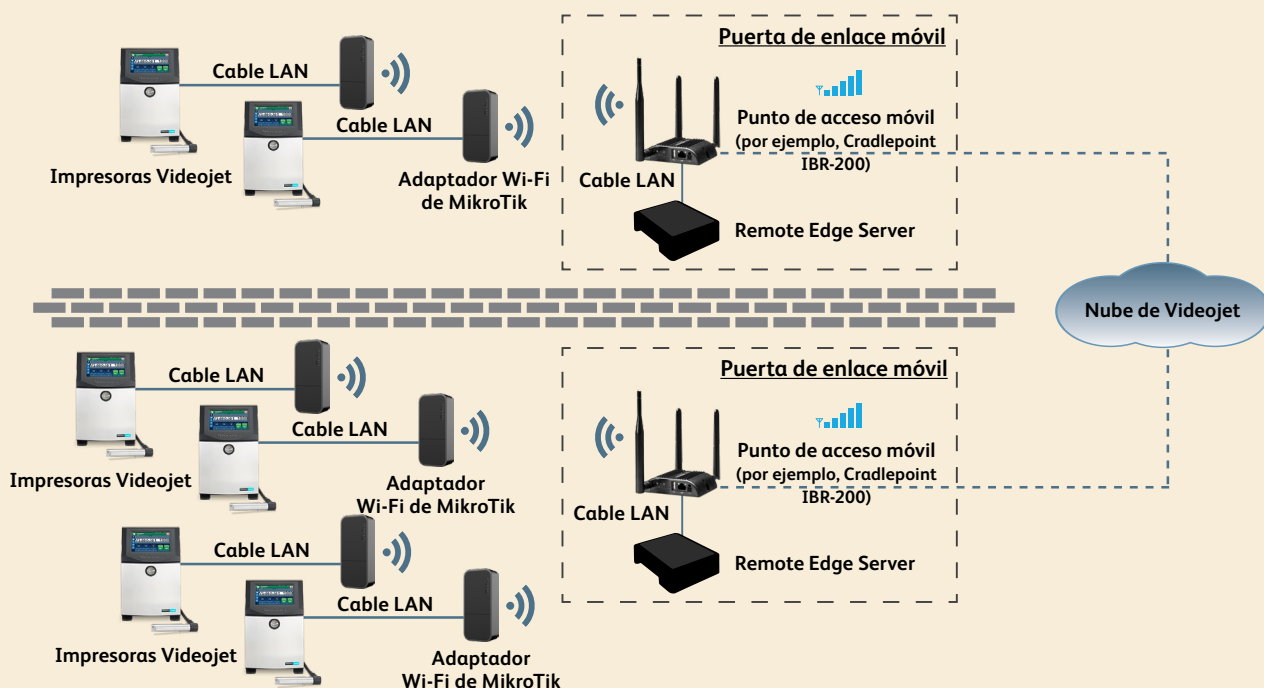 Puerta de enlace móvil
Cable LAN
Cable LAN
Punto de acceso móvil
(por ejemplo, Cradlepoint
IBR-200)
Impresoras Videojet
Adaptador Wi-Fi
de MikroTik
Cable LAN
Remote Edge Server
Nube de Videojet
Puerta de enlace móvil
Cable LAN
Cable LAN
Punto de acceso móvil
(por ejemplo, Cradlepoint
IBR-200)
Impresoras Videojet
Adaptador
Wi-Fi de MikroTik
Cable LAN
Remote Edge Server
Cable LAN
Cable LAN
Impresoras Videojet
Adaptador
Wi-Fi de MikroTik